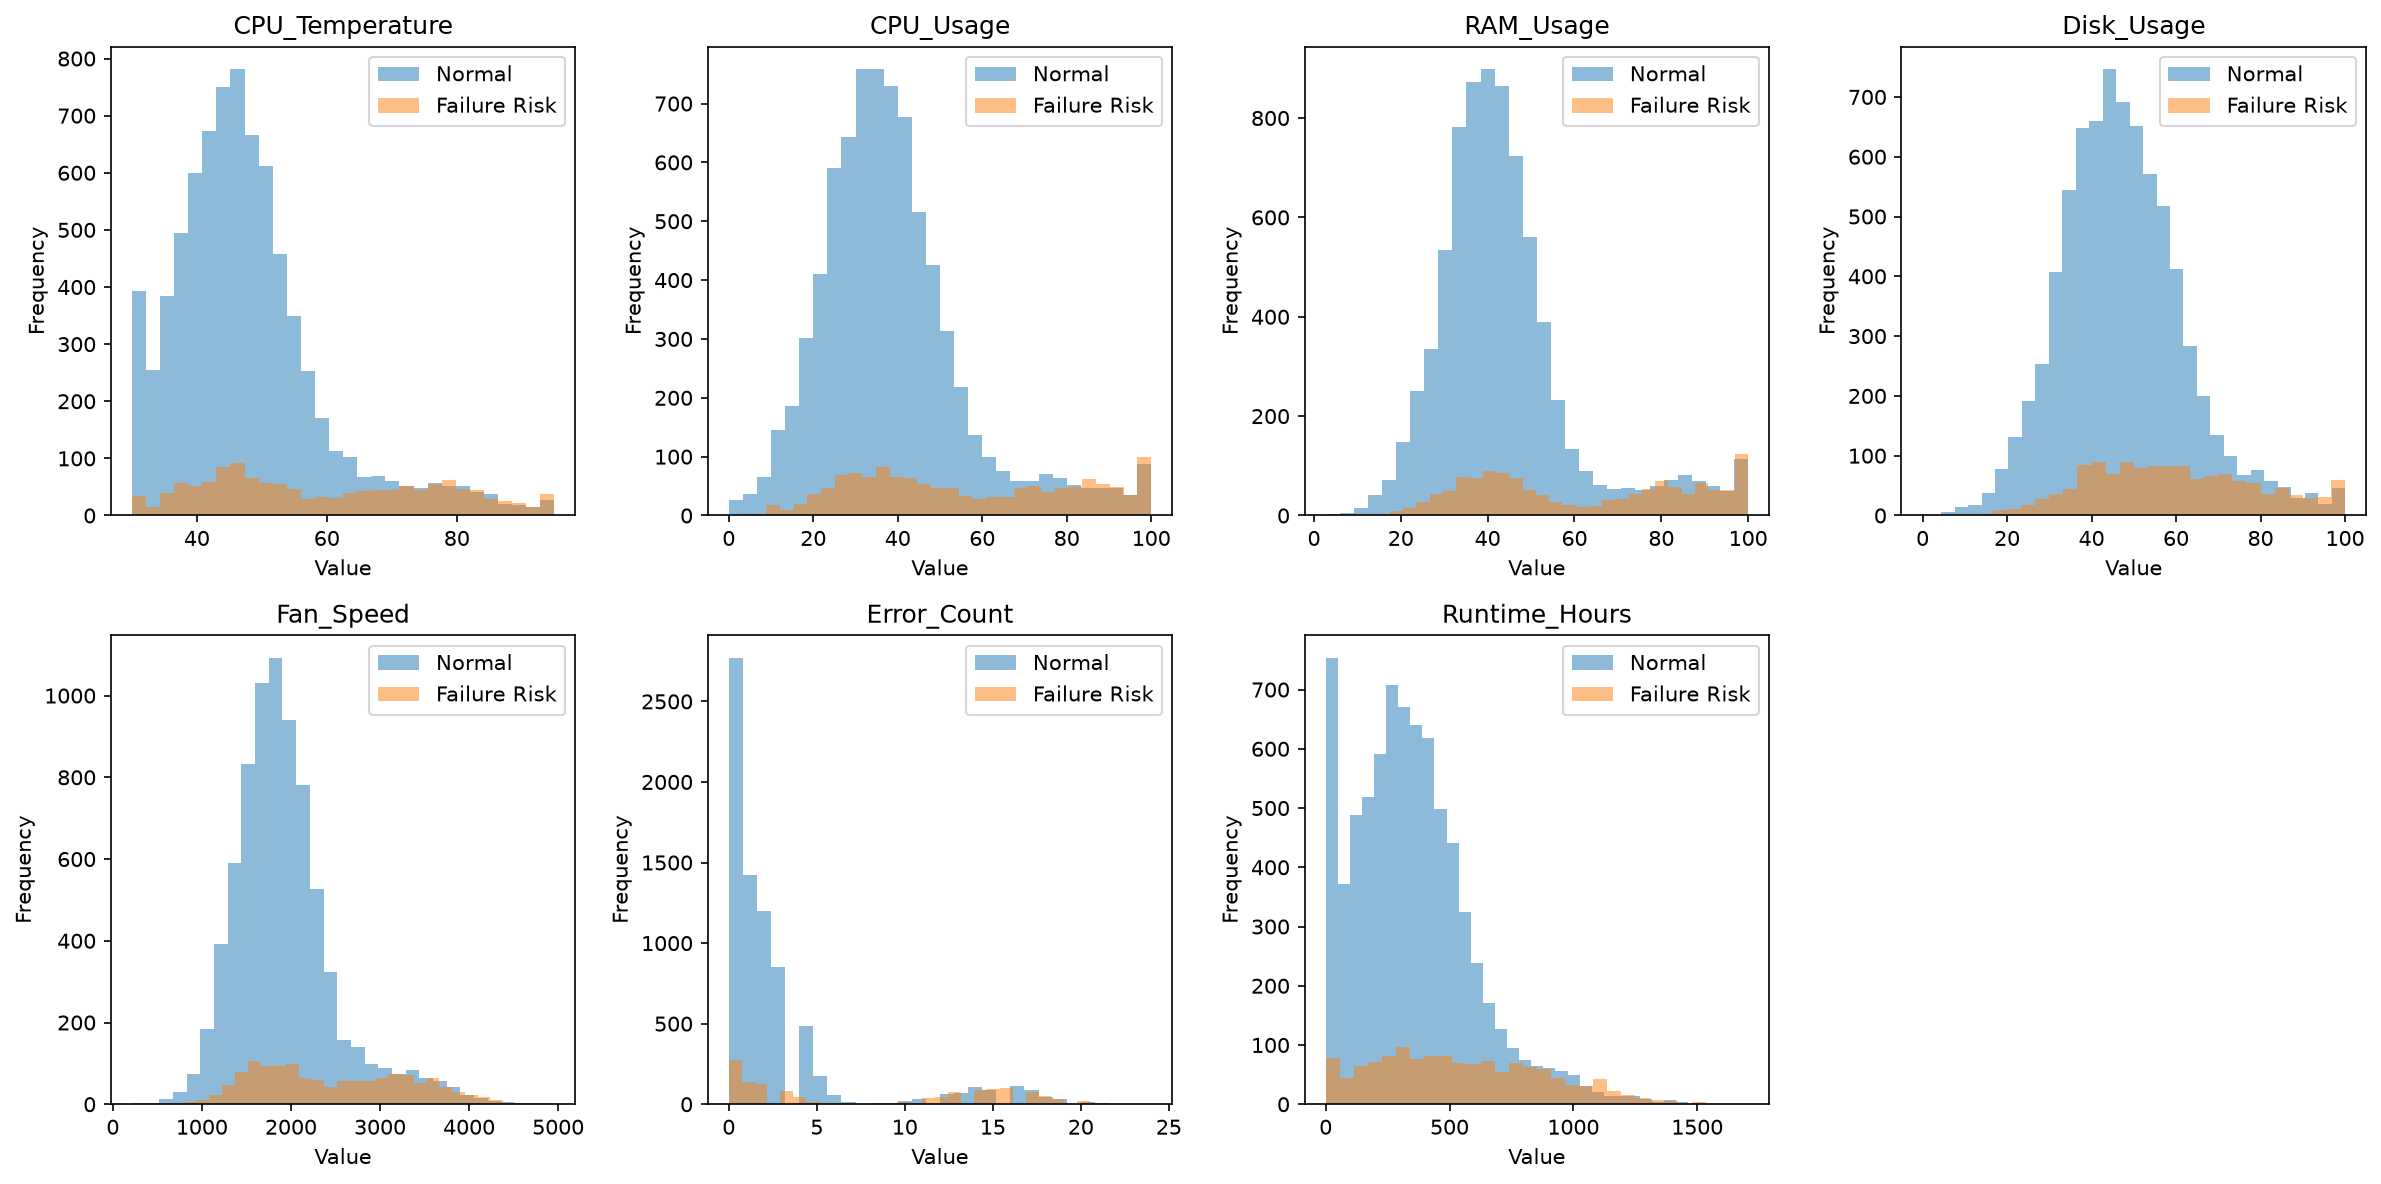 CPU_Temperature
Normal
Failure Risk
Frequency
0
100
200
300
400
500
600
700
800
40
60
80
Value
CPU_Usage
Normal
Failure Risk
Frequency
0
100
200
300
400
500
600
700
0
20
40
60
80
100
Value
RAM_Usage
Normal
Failure Risk
Frequency
0
200
400
600
800
0
20
40
60
80
100
Value
Disk_Usage
Normal
Failure Risk
Frequency
0
100
200
300
400
500
600
700
0
20
40
60
80
100
Value
Fan_Speed
Normal
Failure Risk
Frequency
0
200
400
600
800
1000
0
1000
2000
3000
4000
5000
Value
Error_Count
Normal
Failure Risk
Frequency
0
500
1000
1500
2000
2500
0
5
10
15
20
25
Value
Runtime_Hours
Normal
Failure Risk
Frequency
0
100
200
300
400
500
600
700
0
500
1000
1500
Value